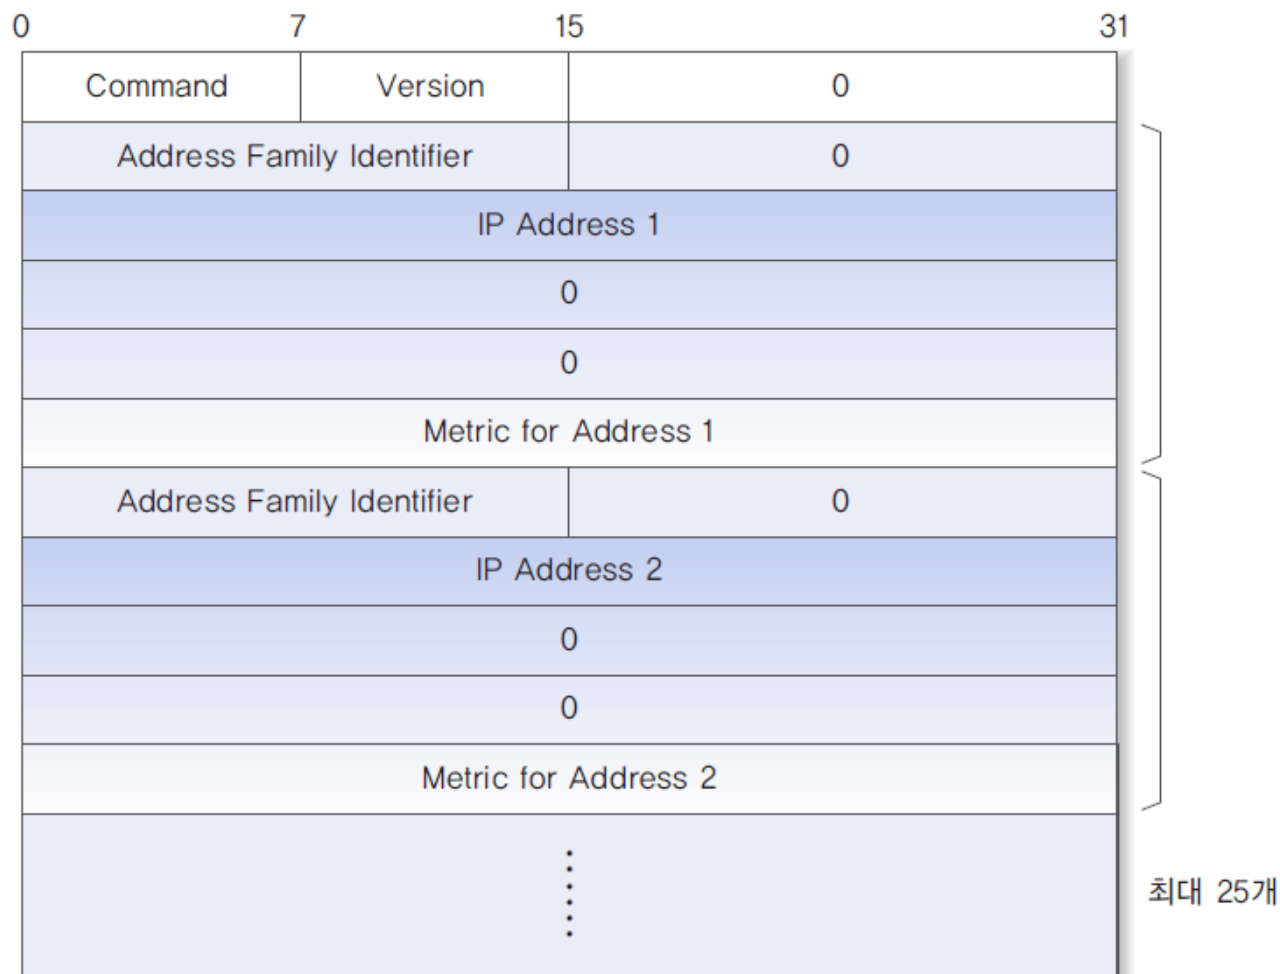 0 7 15 31
Command Version 0
Address Family Identifier 0
IP Address 1
0
0
Metric for Address 1
Address Family Identifier 0
IP Address 2
0
0
Metric for Address 2
최대 25개